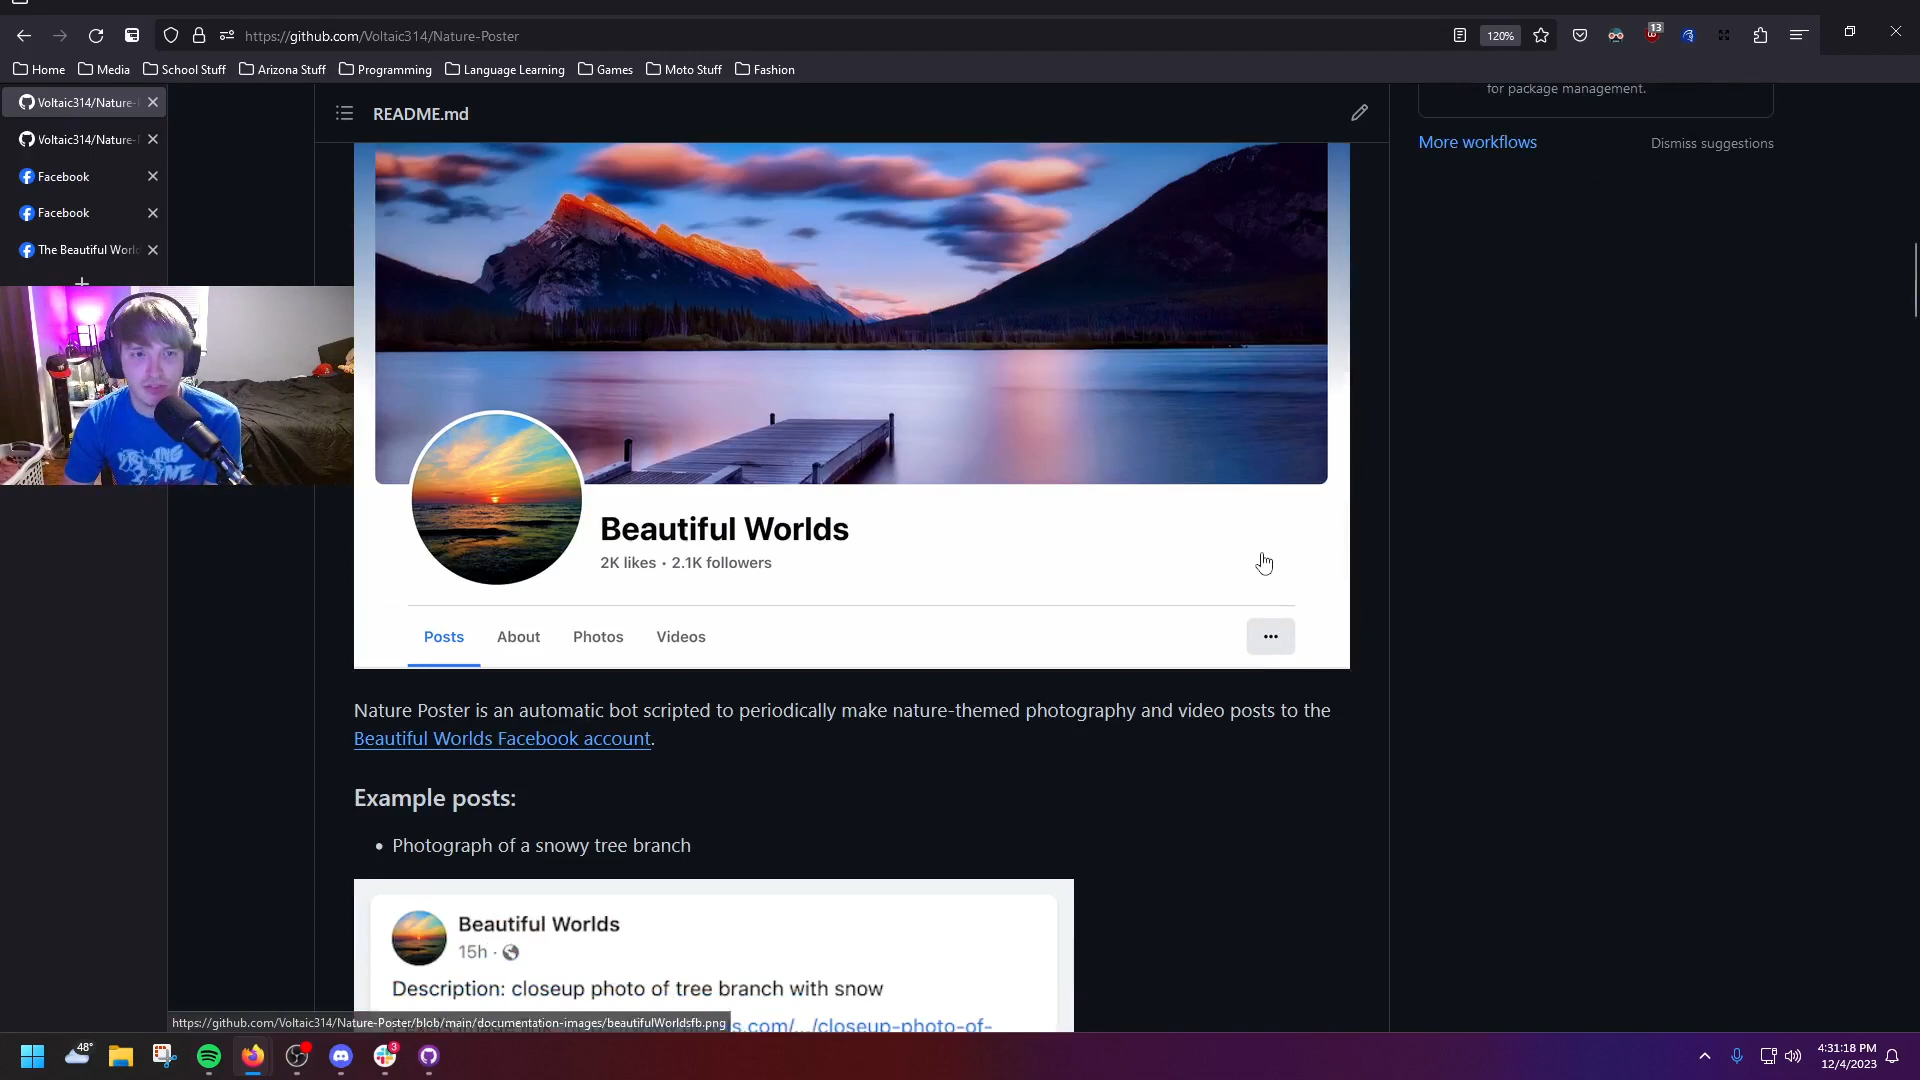 https://github.com/Voltaic314/Nature-Poster
120%
13
Home
Media
School Stuff
Arizona Stuff
Programming
Language Learning
Games
Moto Stuff
Fashion
Voltaic314/Nature-
Voltaic314/Nature-
Facebook
Facebook
The Beautiful Worl
README.md
for package management.
More workflows
Dismiss suggestions
Beautiful Worlds
2K likes • 2.1K followers
Posts
About
Photos
Videos
Nature Poster is an automatic bot scripted to periodically make nature-themed photography and video posts to the
Beautiful Worlds Facebook account.
Example posts:
• Photograph of a snowy tree branch
Beautiful Worlds
15h ·
Description: closeup photo of tree branch with snow
s.com/.../closeup-photo-of-
https://github.com/Voltaic314/Nature-Poster/blob/main/documentation-images/beautifulWorldsfb.png
48°
3
4:31:18 PM
12/4/2023